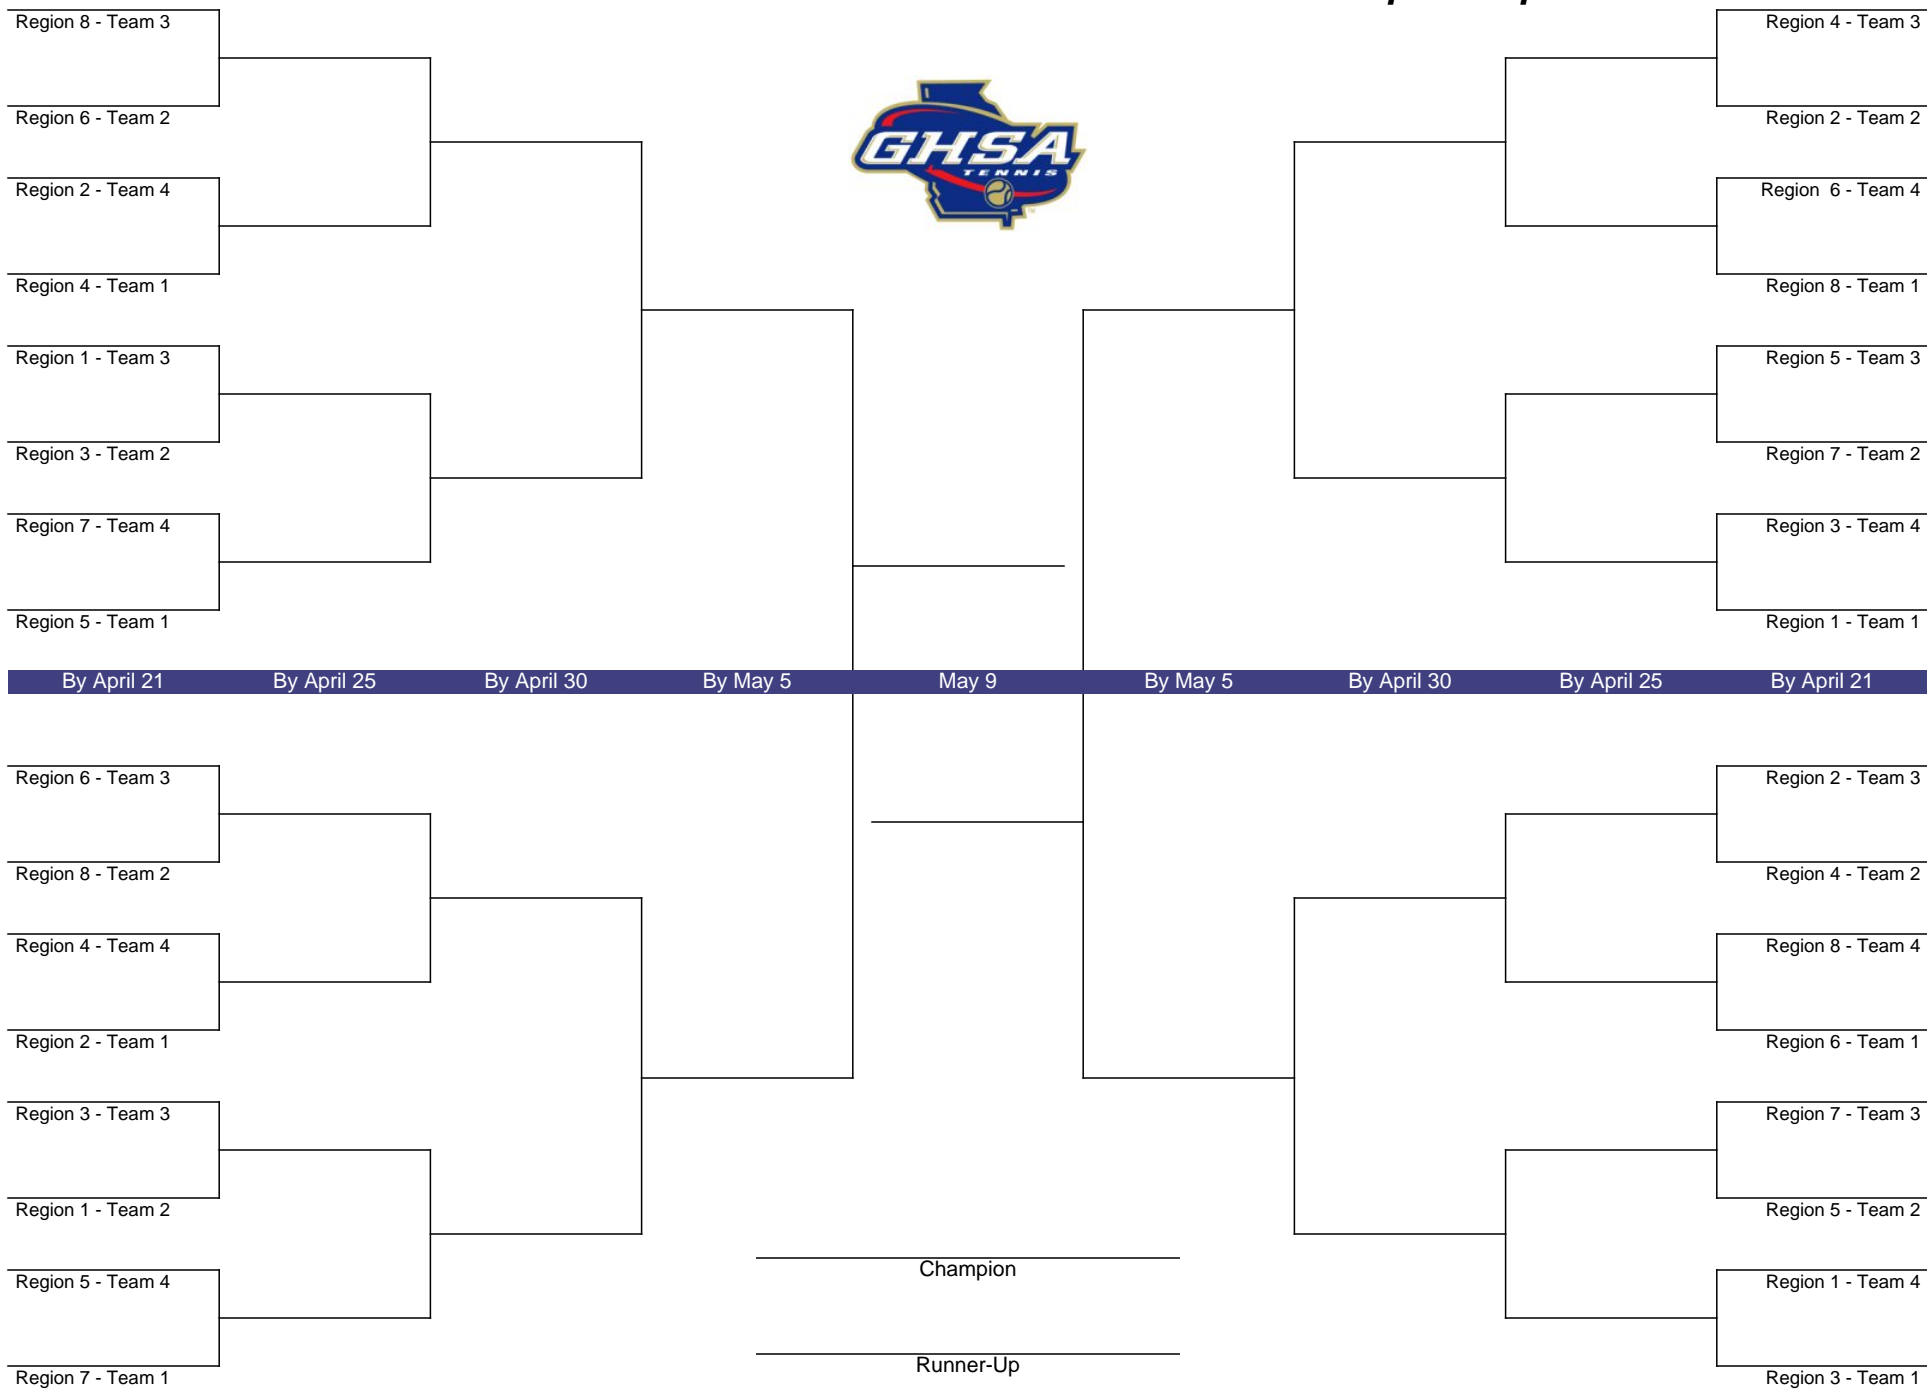 Region 8 - Team 3
Region 6 - Team 2
Region 2 - Team 4
Region 4 - Team 1
Region 1 - Team 3
Region 3 - Team 2
Region 7 - Team 4
Region 5 - Team 1
GHSA
TENNIS
Region 4 - Team 3
Region 2 - Team 2
Region  6 - Team 4
Region 8 - Team 1
Region 5 - Team 3
Region 7 - Team 2
Region 3 - Team 4
Region 1 - Team 1
By April 21 By April 25 By April 30 By May 5 May 9 By May 5 By April 30 By April 25 By April 21
Region 6 - Team 3
Region 8 - Team 2
Region 4 - Team 4
Region 2 - Team 1
Region 3 - Team 3
Region 1 - Team 2
Region 5 - Team 4
Region 7 - Team 1
Champion
Runner-Up
Region 2 - Team 3
Region 4 - Team 2
Region 8 - Team 4
Region 6 - Team 1
Region 7 - Team 3
Region 5 - Team 2
Region 1 - Team 4
Region 3 - Team 1